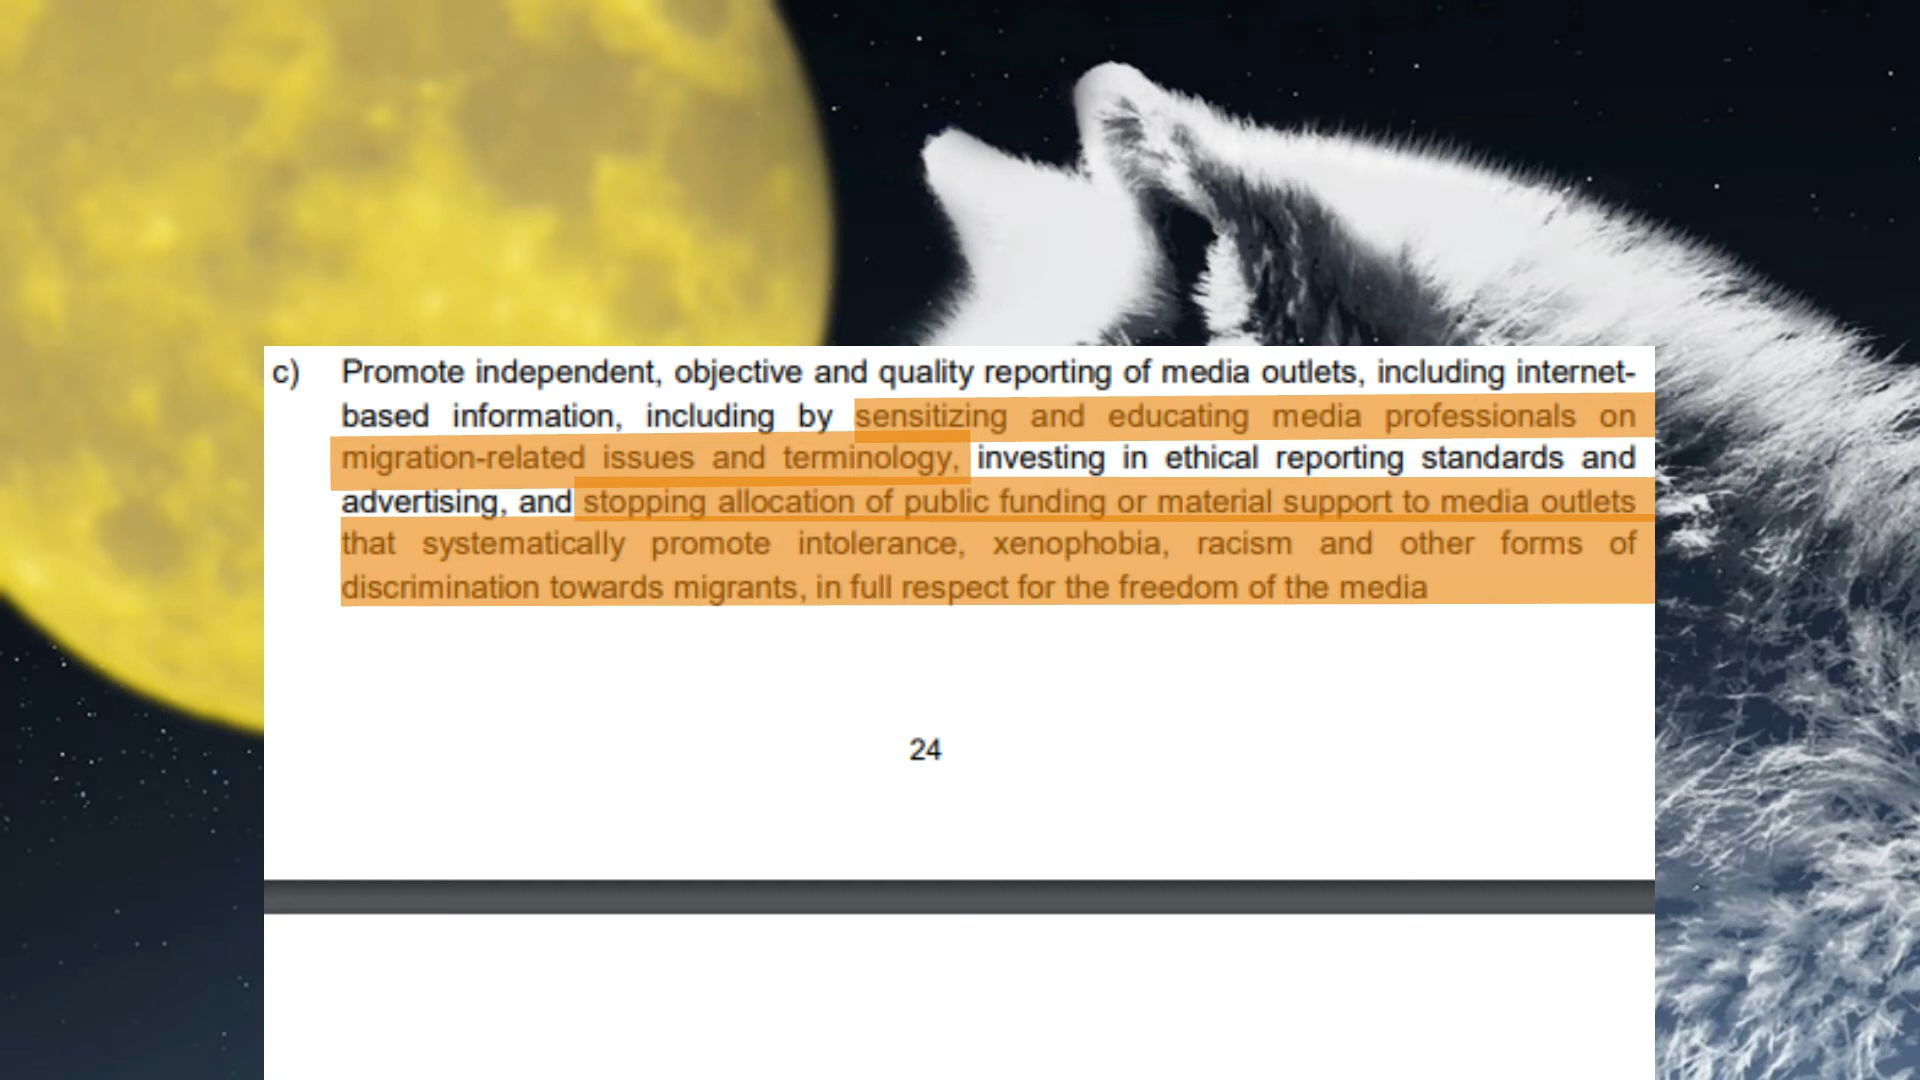 c) Promote independent, objective and quality reporting of media outlets, including internet-
based information, including by sensitizing and educating media professionals on
migration-related issues and terminology, investing in ethical reporting standards and
advertising, and stopping allocation of public funding or material support to media outlets
that systematically promote intolerance, xenophobia, racism and other forms of
discrimination towards migrants, in full respect for the freedom of the media
24